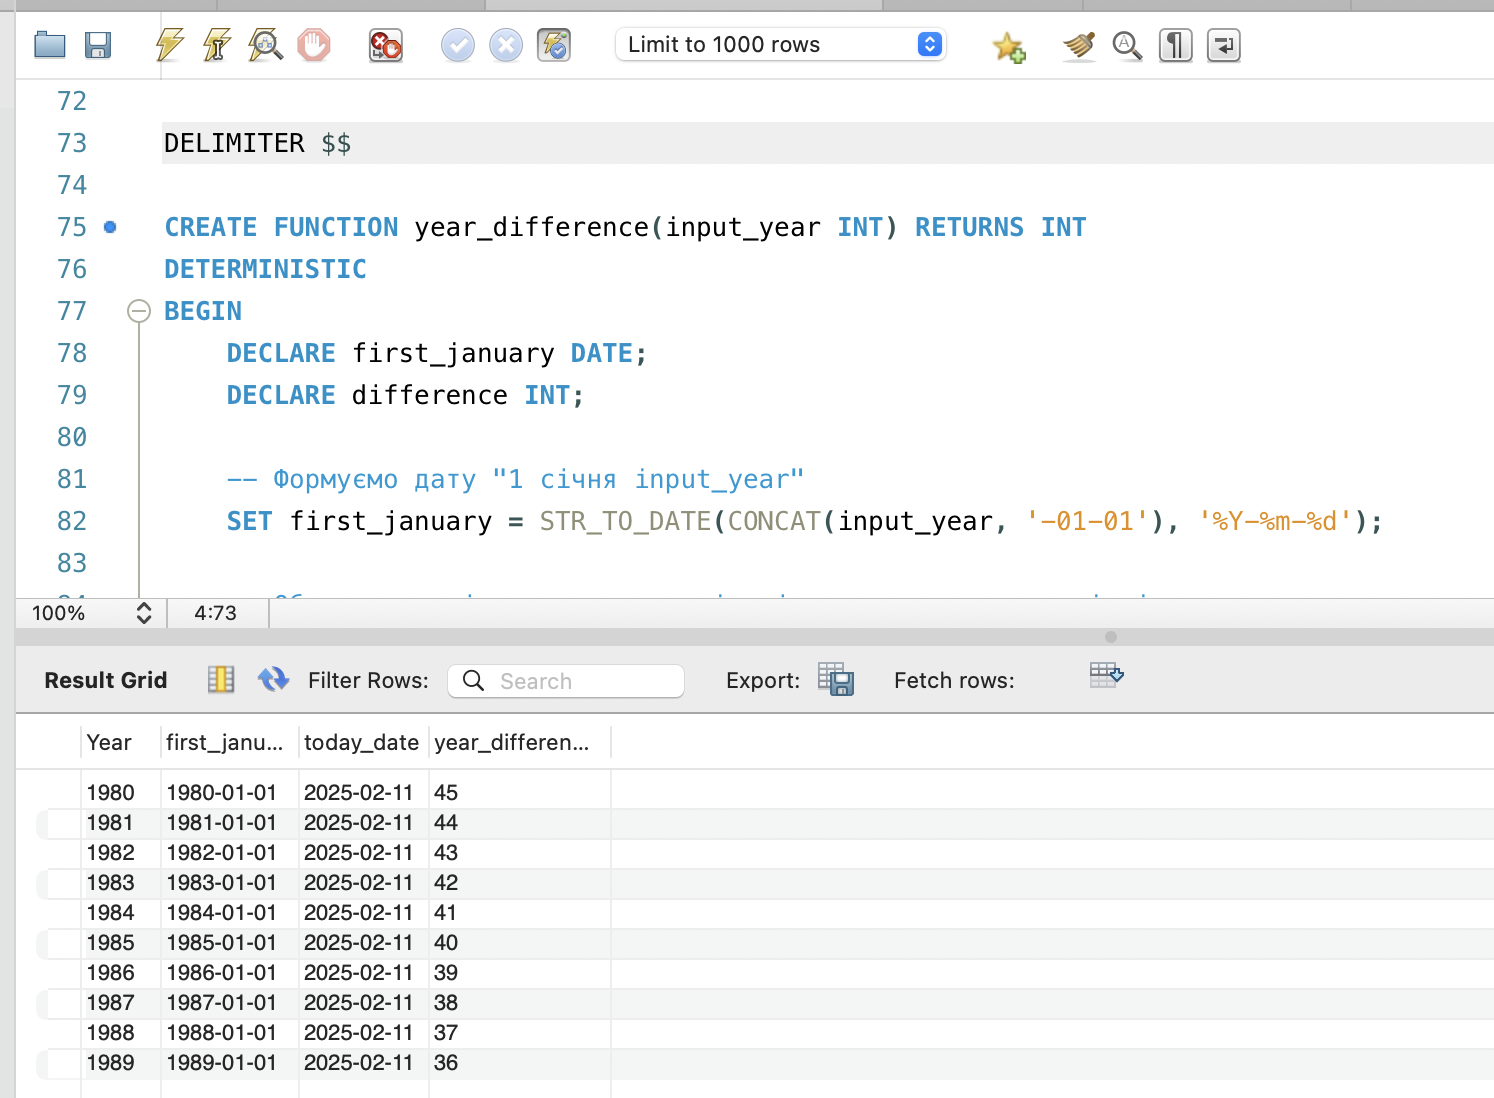 Limit to 1000 rows
72
73 DELIMITER $$
74
75 CREATE FUNCTION year_difference(input_year INT) RETURNS INT
76 DETERMINISTIC
77 BEGIN
78 DECLARE first_january DATE;
79 DECLARE difference INT;
80
81 -- Формуємо дату "1 січня input_year"
82 SET first_january = STR_TO_DATE(CONCAT(input_year, '-01-01'), '%Y-%m-%d');
83
100% 4:73
Result Grid Filter Rows: Search Export: Fetch rows:
Year first_janu... today_date year_differen...
1980 1980-01-01 2025-02-11 45
1981 1981-01-01 2025-02-11 44
1982 1982-01-01 2025-02-11 43
1983 1983-01-01 2025-02-11 42
1984 1984-01-01 2025-02-11 41
1985 1985-01-01 2025-02-11 40
1986 1986-01-01 2025-02-11 39
1987 1987-01-01 2025-02-11 38
1988 1988-01-01 2025-02-11 37
1989 1989-01-01 2025-02-11 36